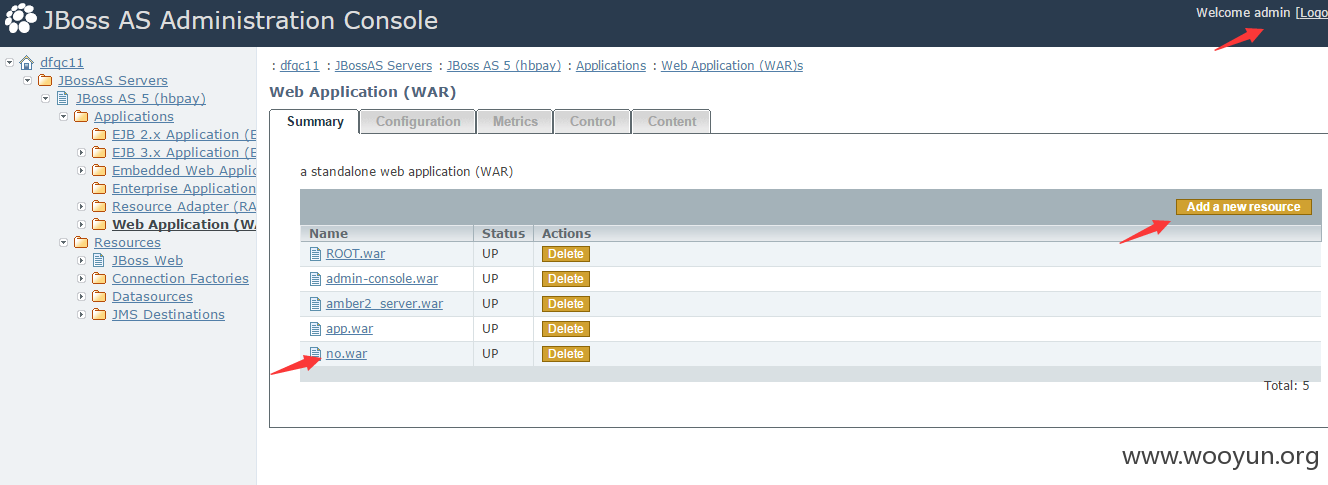 JBoss AS Administration Console
Welcome admin [Logo
dfqc11
JBossAS Servers
JBoss AS 5 (hbpay)
Applications
EJB 2.x Application (E
EJB 3.x Application (E
Embedded Web Applic
Enterprise Application
Resource Adapter (RA
Web Application (WA
Resources
JBoss Web
Connection Factories
Datasources
JMS Destinations
: dfqc11 : JBossAS Servers : JBoss AS 5 (hbpay) : Applications : Web Application (WAR)s
Web Application (WAR)
Summary Configuration Metrics Control Content
a standalone web application (WAR)
Add a new resource
Name Status Actions
ROOT.war UP Delete
admin-console.war UP Delete
amber2_server.war UP Delete
app.war UP Delete
no.war UP Delete
Total: 5
www.wooyun.org